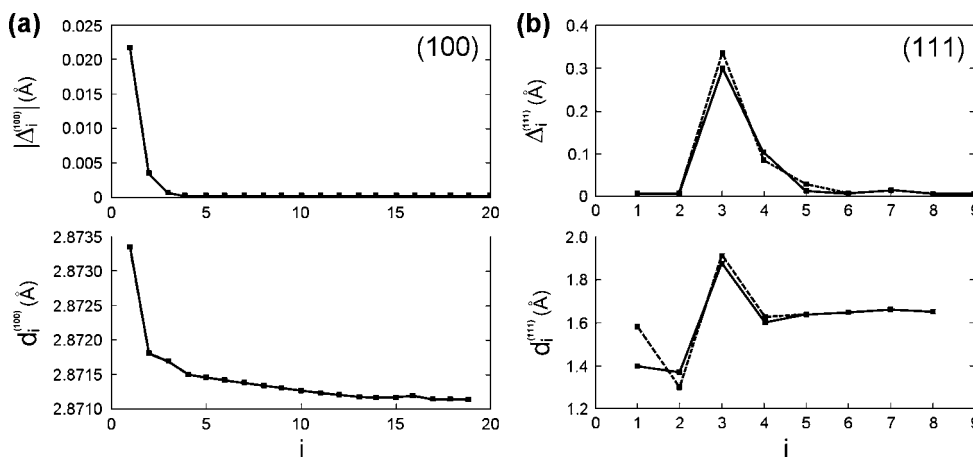 (a)
(100)
|Δᵢ⁽¹⁰⁰⁾| (Å)
0.025
0.020
0.015
0.010
0.005
0
0 5 10 15 20
dᵢ⁽¹⁰⁰⁾ (Å)
2.8735
2.8730
2.8725
2.8720
2.8715
2.8710
0 5 10 15 20
i
(b)
(111)
Δᵢ⁽¹¹¹⁾ (Å)
0.4
0.3
0.2
0.1
0
0 1 2 3 4 5 6 7 8 9
dᵢ⁽¹¹¹⁾ (Å)
2.0
1.8
1.6
1.4
1.2
0 1 2 3 4 5 6 7 8 9
i